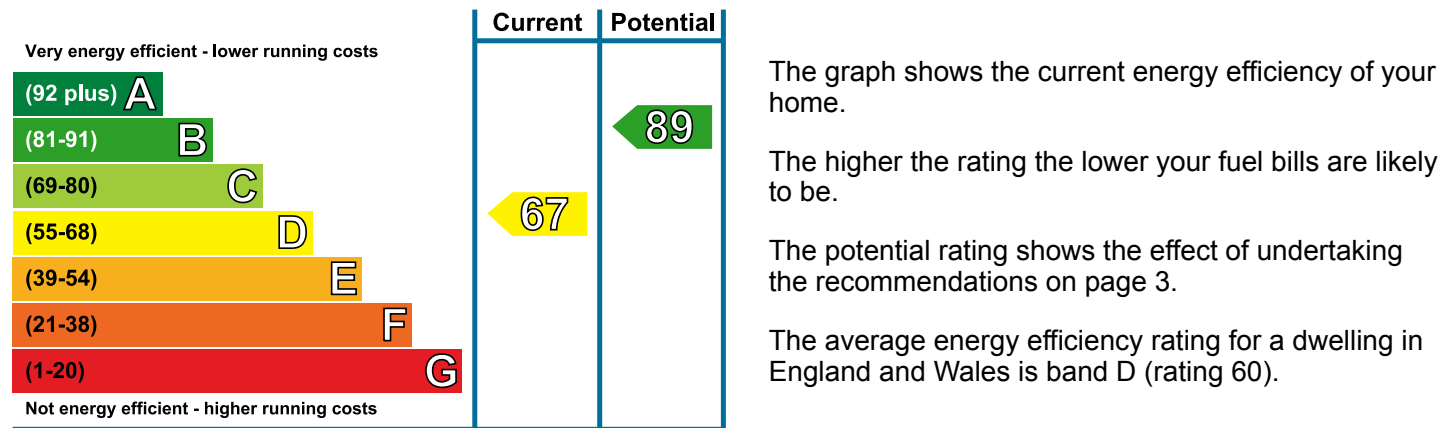 Current Potential
Very energy efficient - lower running costs
(92 plus) A
(81-91) B
(69-80) C
(55-68) D
(39-54) E
(21-38) F
(1-20) G
Not energy efficient - higher running costs
89
67
The graph shows the current energy efficiency of your
home.
The higher the rating the lower your fuel bills are likely
to be.
The potential rating shows the effect of undertaking
the recommendations on page 3.
The average energy efficiency rating for a dwelling in
England and Wales is band D (rating 60).